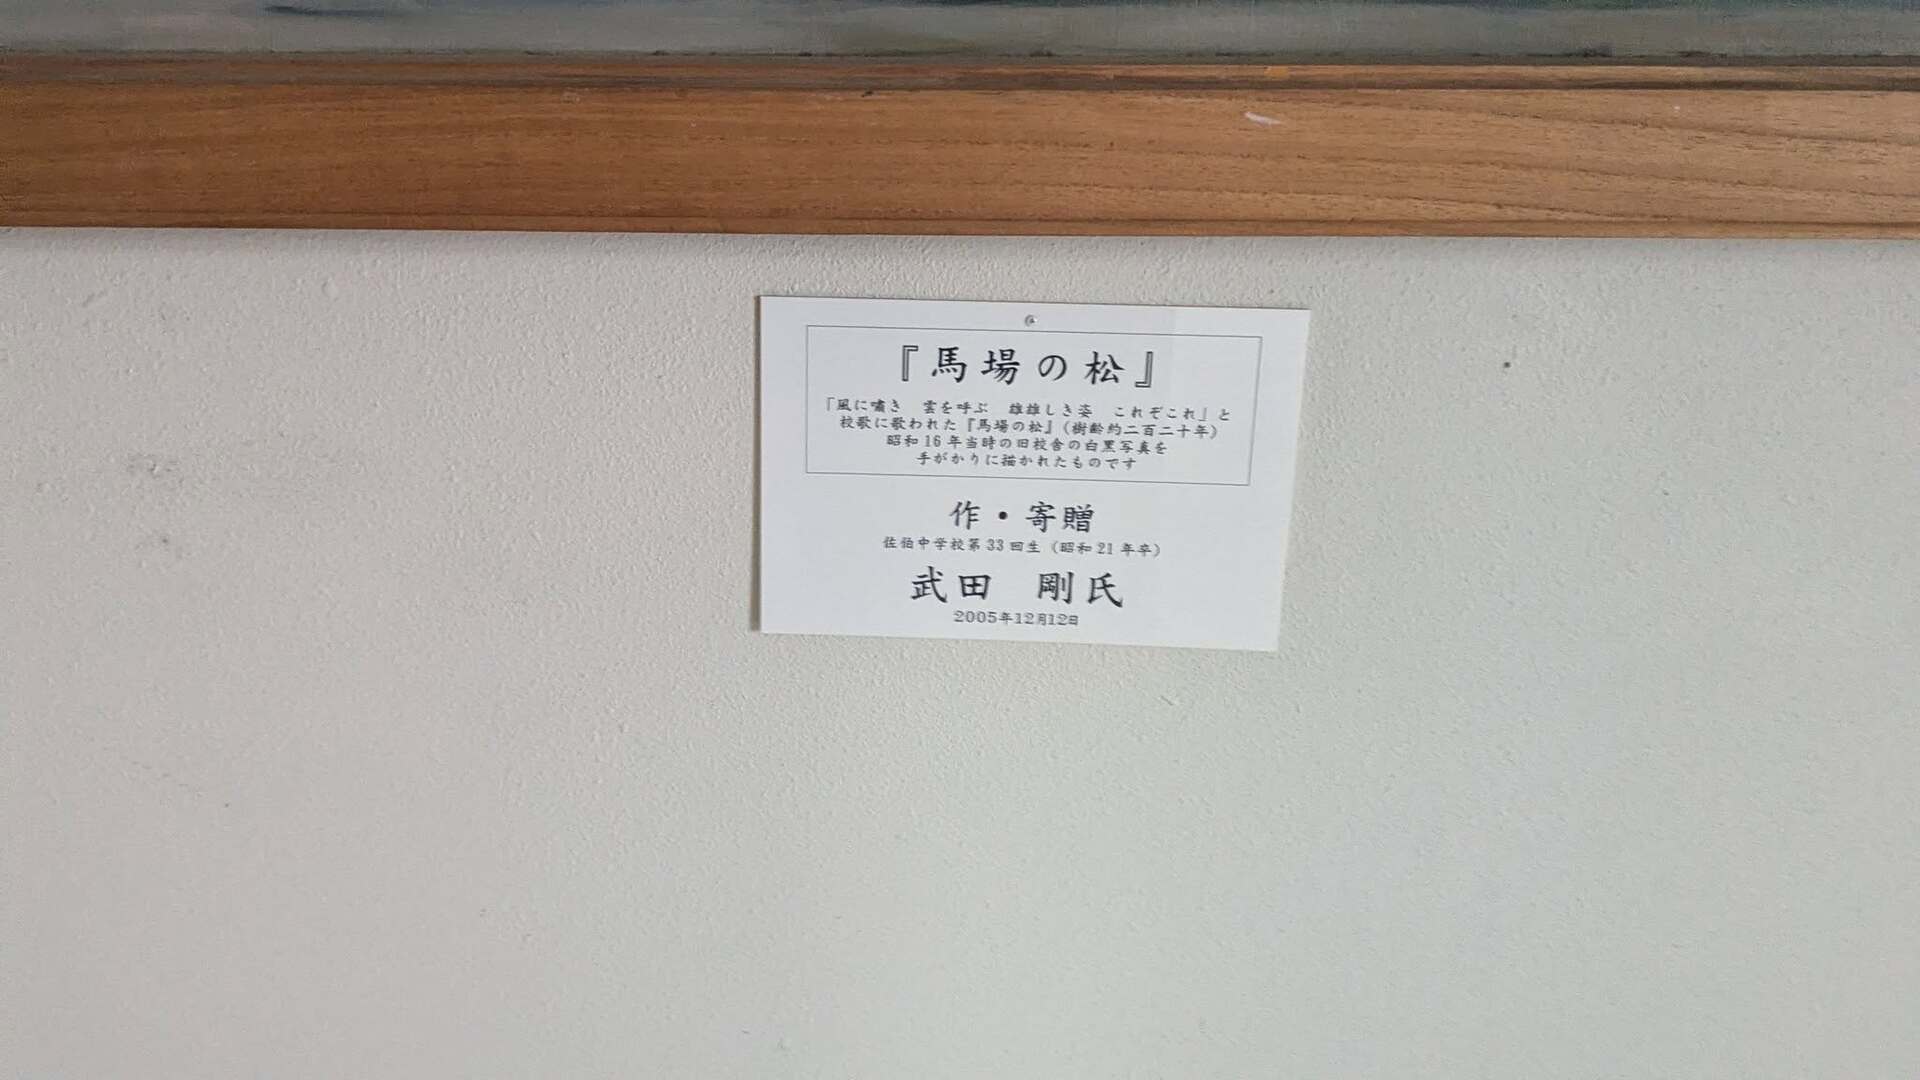 『馬場の松』
「風に嘯き　雲を呼ぶ　雄雄しき姿　これぞこれ」と
校歌に歌われた『馬場の松』（樹齢約二百二十年）
昭和16年当時の旧校舎の白黒写真を
手がかりに描かれたものです
作・寄贈
佐伯中学校第33回生（昭和21年卒）
武田　剛氏
2005年12月12日